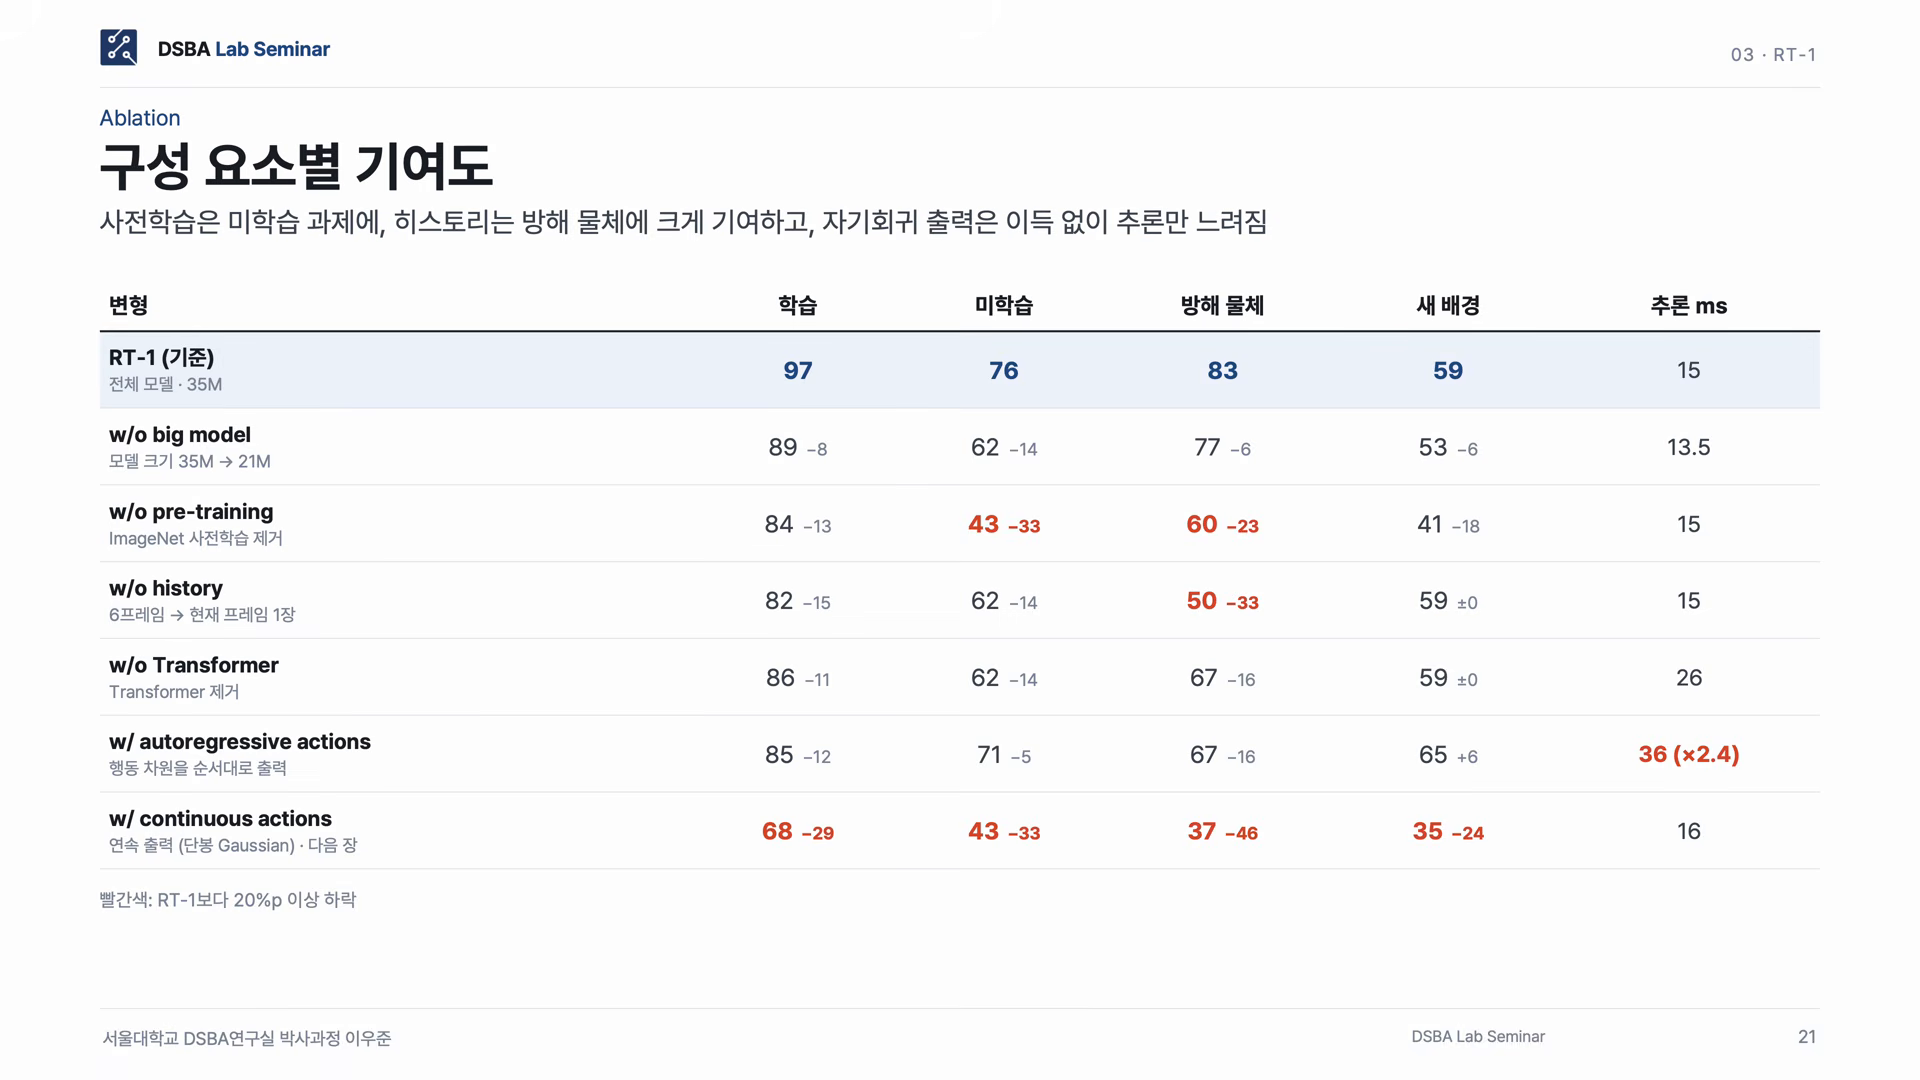 DSBA Lab Seminar
03 · RT-1
Ablation
구성 요소별 기여도
사전학습은 미학습 과제에, 히스토리는 방해 물체에 크게 기여하고, 자기회귀 출력은 이득 없이 추론만 느려짐
변형 학습 미학습 방해 물체 새 배경 추론 ms
RT-1 (기준)
전체 모델 · 35M
97 76 83 59 15
w/o big model
모델 크기 35M → 21M
89 −8 62 −14 77 −6 53 −6 13.5
w/o pre-training
ImageNet 사전학습 제거
84 −13 43 −33 60 −23 41 −18 15
w/o history
6프레임 → 현재 프레임 1장
82 −15 62 −14 50 −33 59 ±0 15
w/o Transformer
Transformer 제거
86 −11 62 −14 67 −16 59 ±0 26
w/ autoregressive actions
행동 차원을 순서대로 출력
85 −12 71 −5 67 −16 65 +6 36 (×2.4)
w/ continuous actions
연속 출력 (단봉 Gaussian) · 다음 장
68 −29 43 −33 37 −46 35 −24 16
빨간색: RT-1보다 20%p 이상 하락
서울대학교 DSBA연구실 박사과정 이우준
DSBA Lab Seminar
21